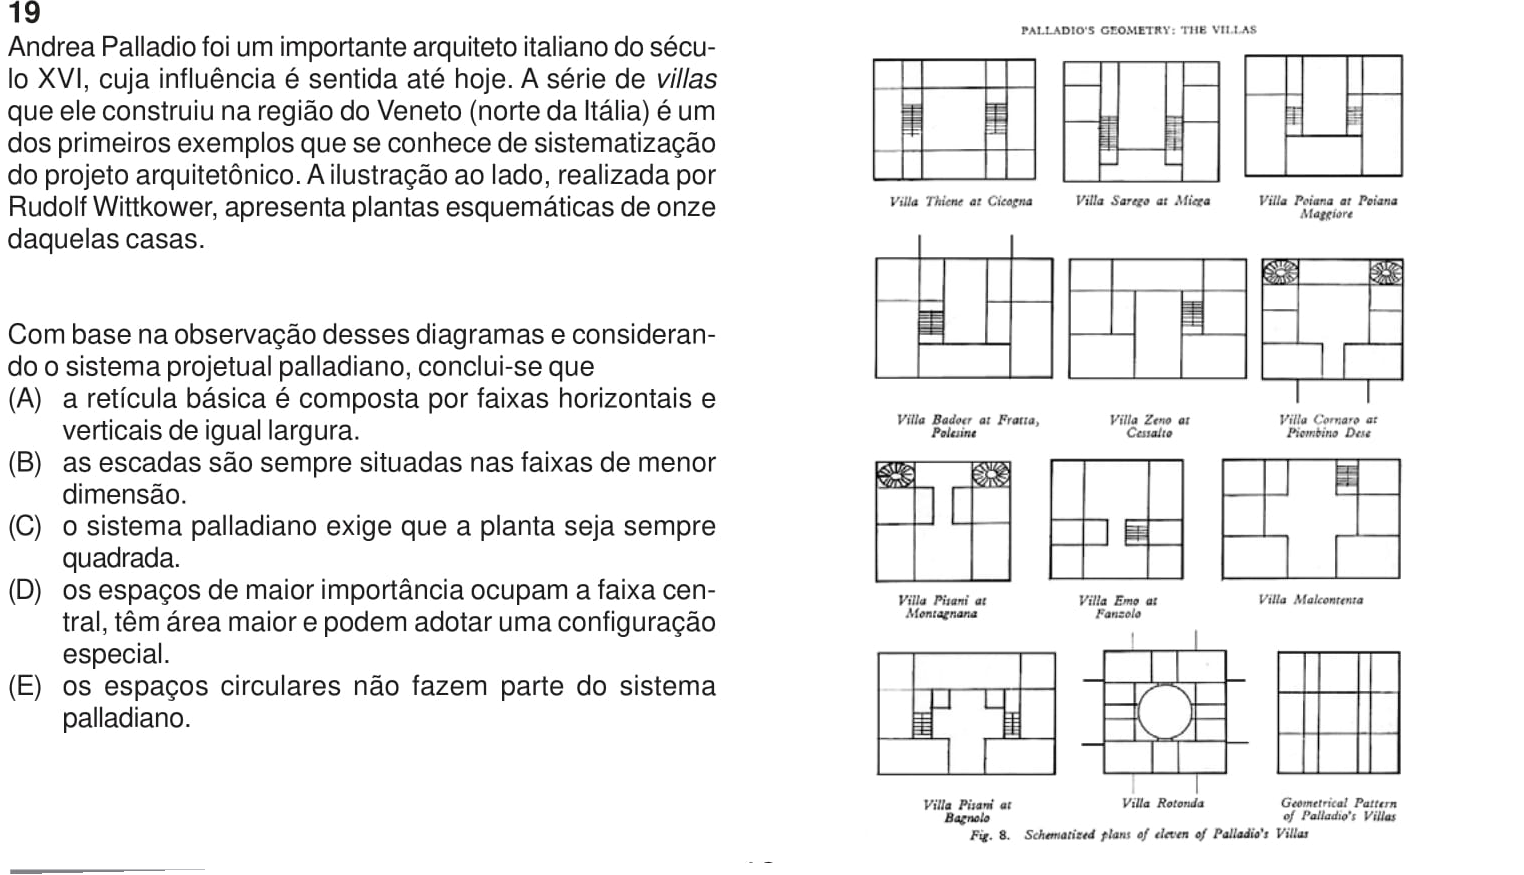 19
Andrea Palladio foi um importante arquiteto italiano do sécu-
lo XVI, cuja influência é sentida até hoje. A série de villas
que ele construiu na região do Veneto (norte da Itália) é um
dos primeiros exemplos que se conhece de sistematização
do projeto arquitetônico. A ilustração ao lado, realizada por
Rudolf Wittkower, apresenta plantas esquemáticas de onze
daquelas casas.
Com base na observação desses diagramas e consideran-
do o sistema projetual palladiano, conclui-se que
(A) a retícula básica é composta por faixas horizontais e
verticais de igual largura.
(B) as escadas são sempre situadas nas faixas de menor
dimensão.
(C) o sistema palladiano exige que a planta seja sempre
quadrada.
(D) os espaços de maior importância ocupam a faixa cen-
tral, têm área maior e podem adotar uma configuração
especial.
(E) os espaços circulares não fazem parte do sistema
palladiano.
PALLADIO'S GEOMETRY: THE VILLAS
Villa Thiene at Cicogna
Villa Sarego at Miega
Villa Poiana at Poiana
Maggiore
Villa Badoer at Fratta,
Polesine
Villa Zeno at
Cessalto
Villa Cornaro at
Piombino Dese
Villa Pisani at
Montagnana
Villa Emo at
Fanzolo
Villa Malcontenta
Villa Pisani at
Bagnolo
Villa Rotonda
Geometrical Pattern
of Palladio's Villas
Fig. 8. Schematized plans of eleven of Palladio's Villas